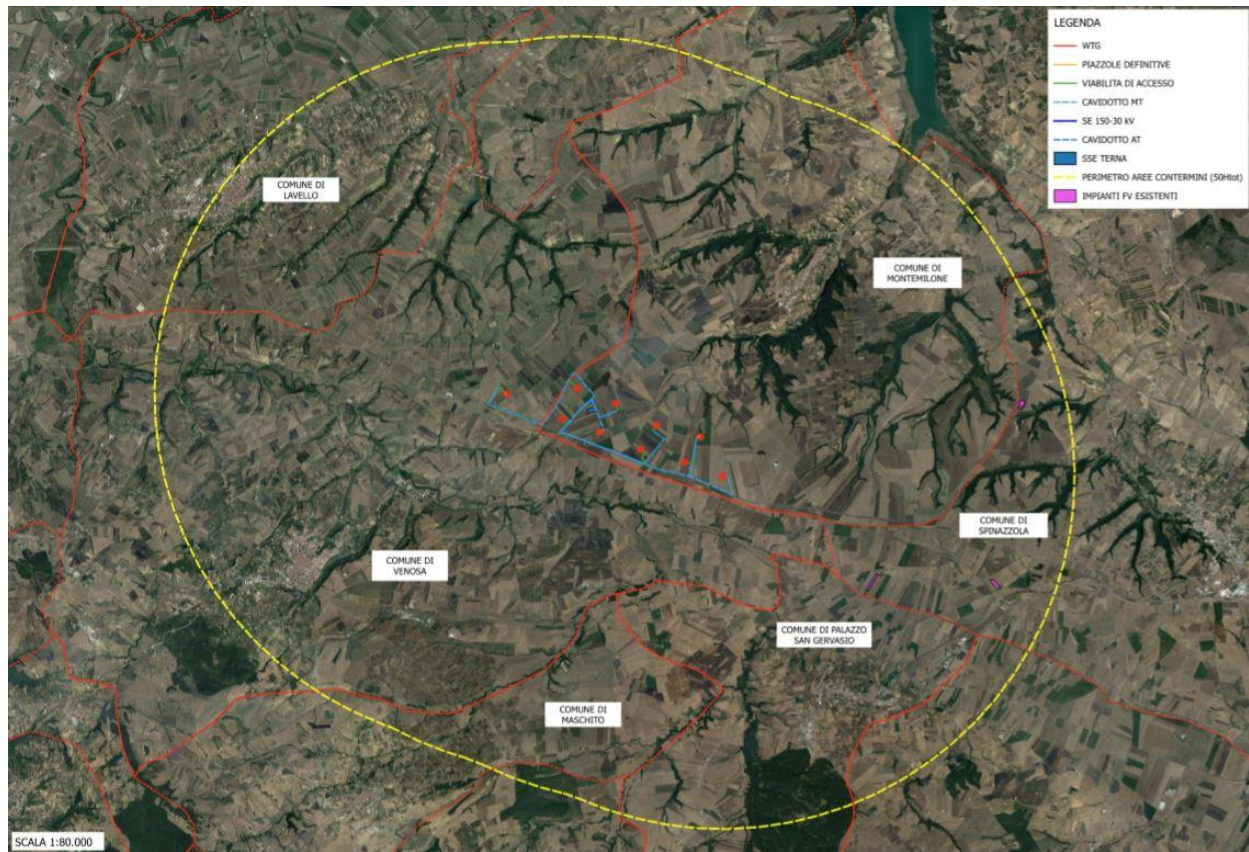 LEGENDA
WTG
PIAZZOLE DEFINITIVE
VIABILITA DI ACCESSO
CAVIDOTTO MT
SE 150-30 kV
CAVIDOTTO AT
SSE TERNA
PERIMETRO AREE CONTERMINI (50Htot)
IMPIANTI FV ESISTENTI
COMUNE DI
LAVELLO
COMUNE DI
MONTEMILONE
COMUNE DI
SPINAZZOLA
COMUNE DI
VENOSA
COMUNE DI PALAZZO
SAN GERVASIO
COMUNE DI
MASCHITO
SCALA 1:80.000